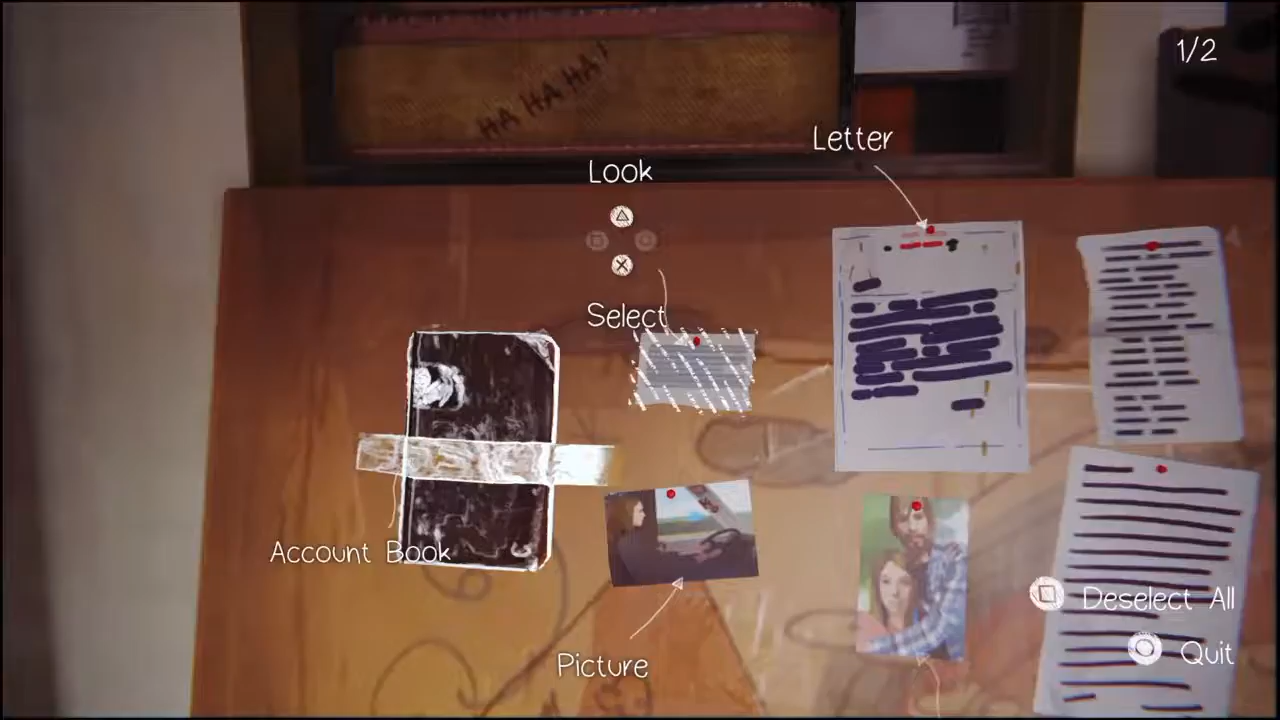 HA HA HA!
1/2
Letter
Look
Select
Account Book
Deselect All
Quit
Picture